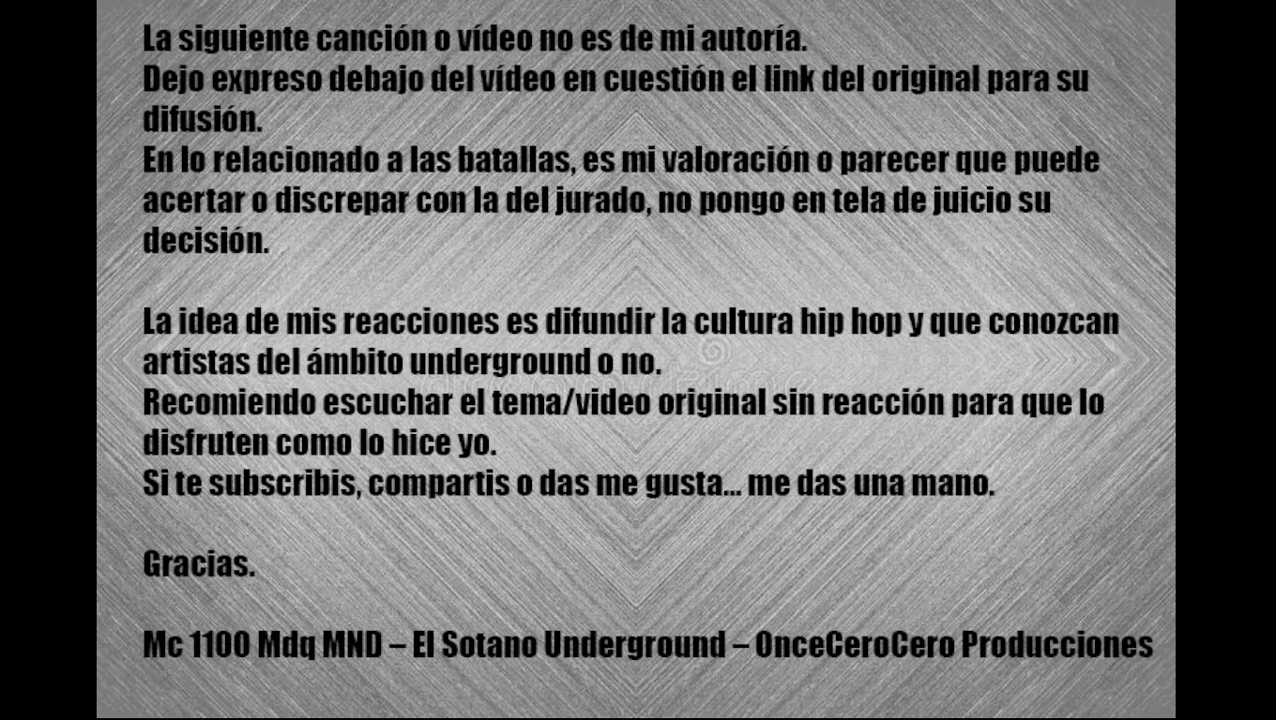 La siguiente canción o vídeo no es de mi autoría.
Dejo expreso debajo del vídeo en cuestión el link del original para su
difusión.
En lo relacionado a las batallas, es mi valoración o parecer que puede
acertar o discrepar con la del jurado, no pongo en tela de juicio su
decisión.
La idea de mis reacciones es difundir la cultura hip hop y que conozcan
artistas del ámbito underground o no.
Recomiendo escuchar el tema/video original sin reacción para que lo
disfruten como lo hice yo.
Si te subscribis, compartis o das me gusta... me das una mano.
Gracias.
Mc 1100 Mdq MND – El Sotano Underground – OnceCeroCero Producciones